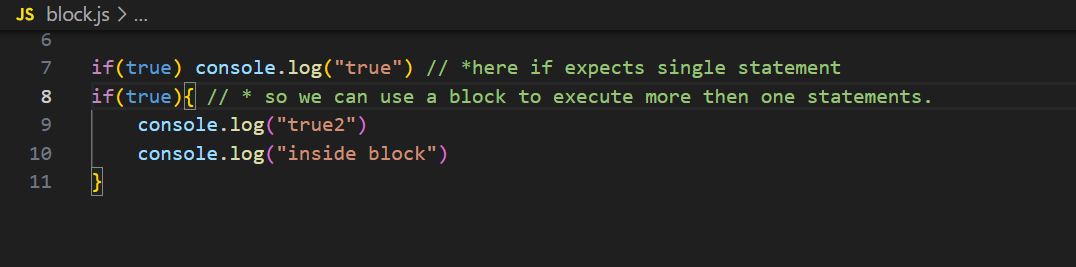 JS block.js > ...
6
7 if(true) console.log("true") // *here if expects single statement
8 if(true){ // * so we can use a block to execute more then one statements.
9 console.log("true2")
10 console.log("inside block")
11 }